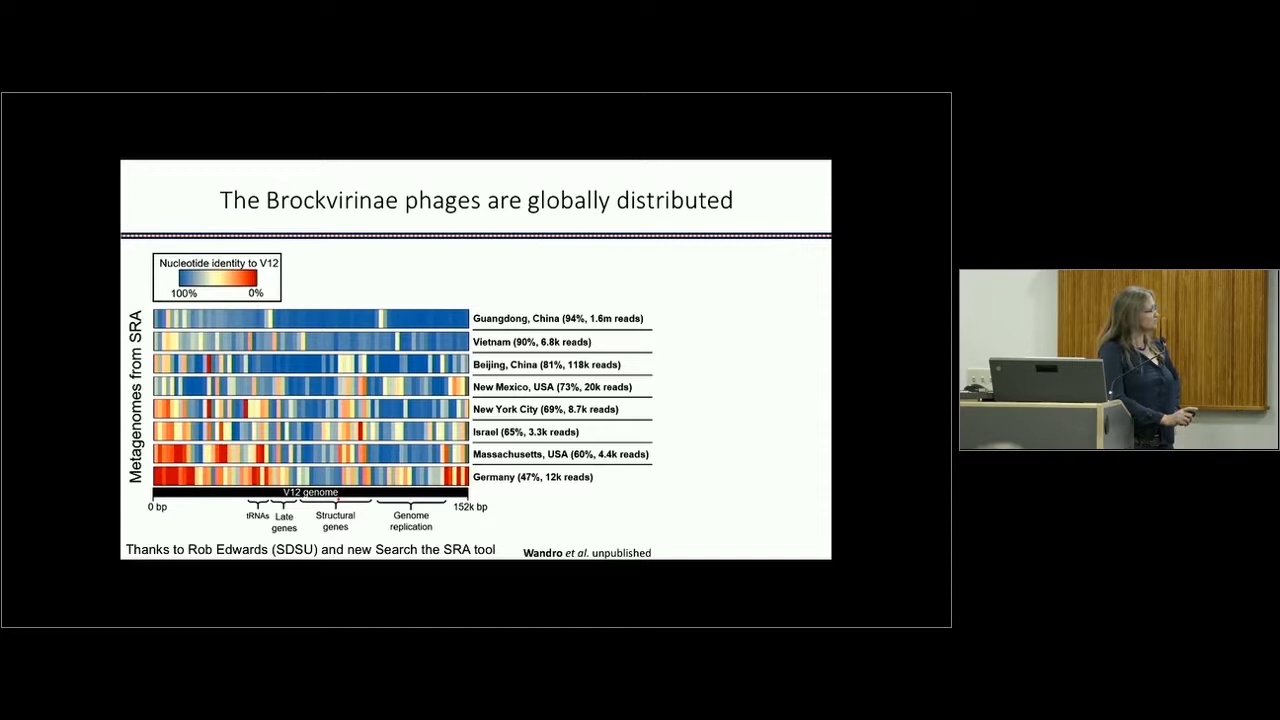 The Brockvirinae phages are globally distributed
Nucleotide identity to V12
100% 0%
Metagenomes from SRA
Guangdong, China (94%, 1.6m reads)
Vietnam (90%, 6.8k reads)
Beijing, China (81%, 118k reads)
New Mexico, USA (73%, 20k reads)
New York City (69%, 8.7k reads)
Israel (65%, 3.3k reads)
Massachusetts, USA (60%, 4.4k reads)
Germany (47%, 12k reads)
V12 genome
0 bp 152k bp
tRNAs
Late
genes
Structural
genes
Genome
replication
Thanks to Rob Edwards (SDSU) and new Search the SRA tool
Wandro et al. unpublished